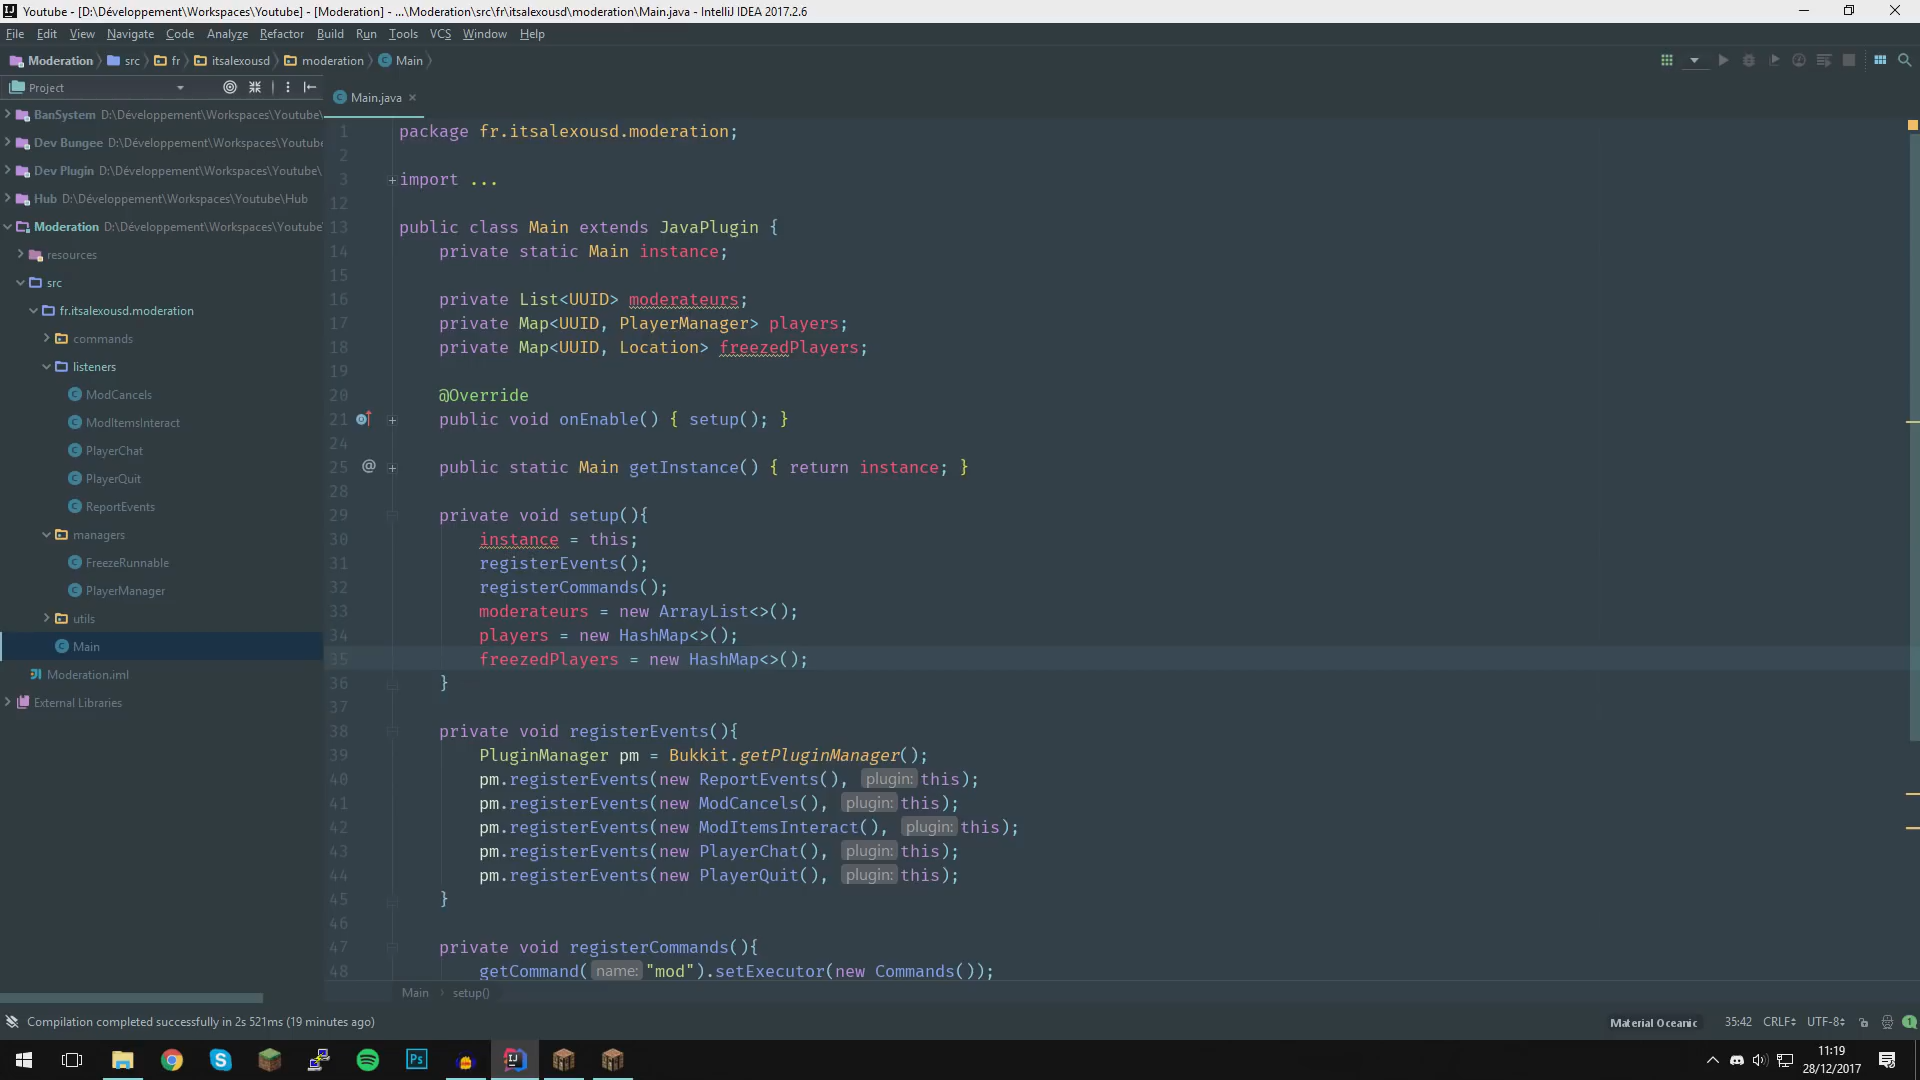 Youtube - [D:\Développement\Workspaces\Youtube] - [Moderation] - ...\Moderation\src\fr\itsalexousd\moderation\Main.java - IntelliJ IDEA 2017.2.6
File Edit View Navigate Code Analyze Refactor Build Run Tools VCS Window Help
Moderation src fr itsalexousd moderation Main
Project
Main.java
BanSystem D:\Développement\Workspaces\Youtube\
Dev Bungee D:\Développement\Workspaces\Youtube
Dev Plugin D:\Développement\Workspaces\Youtube\
Hub D:\Développement\Workspaces\Youtube\Hub
Moderation D:\Développement\Workspaces\Youtube
resources
src
fr.itsalexousd.moderation
commands
listeners
ModCancels
ModItemsInteract
PlayerChat
PlayerQuit
ReportEvents
managers
FreezeRunnable
PlayerManager
utils
Main
Moderation.iml
External Libraries
1 package fr.itsalexousd.moderation;
2
3 import ...
12
13 public class Main extends JavaPlugin {
14 private static Main instance;
15
16 private List<UUID> moderateurs;
17 private Map<UUID, PlayerManager> players;
18 private Map<UUID, Location> freezedPlayers;
19
20 @Override
21 public void onEnable() { setup(); }
24
25 @ public static Main getInstance() { return instance; }
28
29 private void setup(){
30 instance = this;
31 registerEvents();
32 registerCommands();
33 moderateurs = new ArrayList<>();
34 players = new HashMap<>();
35 freezedPlayers = new HashMap<>();
36 }
37
38 private void registerEvents(){
39 PluginManager pm = Bukkit.getPluginManager();
40 pm.registerEvents(new ReportEvents(), plugin: this);
41 pm.registerEvents(new ModCancels(), plugin: this);
42 pm.registerEvents(new ModItemsInteract(), plugin: this);
43 pm.registerEvents(new PlayerChat(), plugin: this);
44 pm.registerEvents(new PlayerQuit(), plugin: this);
45 }
46
47 private void registerCommands(){
48 getCommand( name: "mod").setExecutor(new Commands());
Main setup()
Compilation completed successfully in 2s 521ms (19 minutes ago)
Material Oceanic 35:42 CRLF UTF-8 1
Ps
11:19
28/12/2017